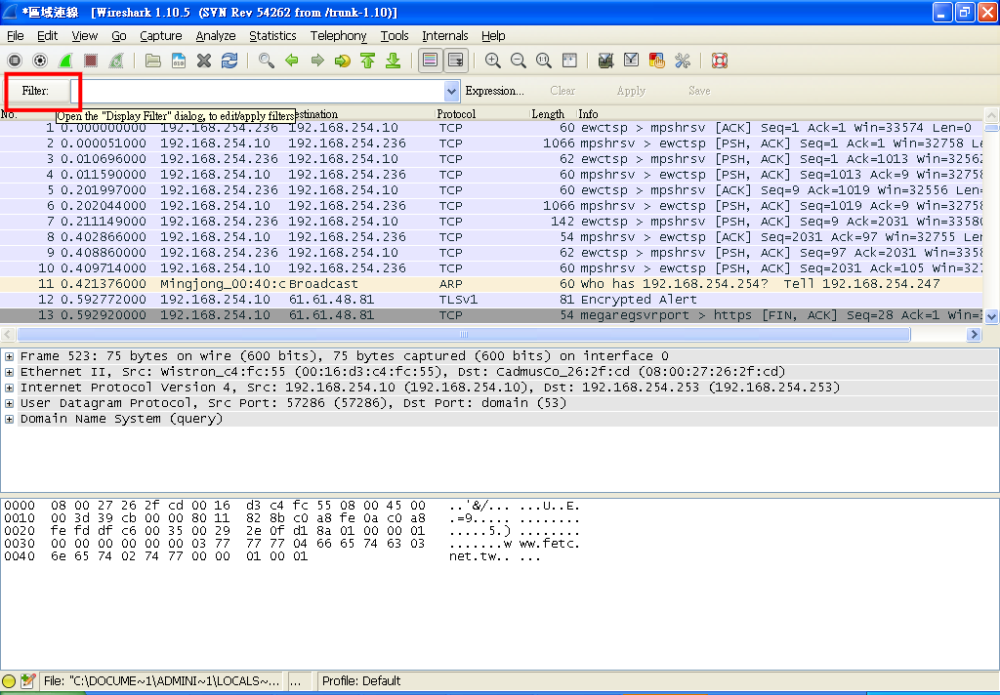 *區域連線 [Wireshark 1.10.5 (SVN Rev 54262 from /trunk-1.10)]
File Edit View Go Capture Analyze Statistics Telephony Tools Internals Help
Filter: Expression... Clear Apply Save
No. Open the "Display Filter" dialog, to edit/apply filters estination Protocol Length Info
1 0.000000000 192.168.254.236 192.168.254.10 TCP 60 ewctsp > mpshrsv [ACK] Seq=1 Ack=1 Win=33574 Len=0
2 0.000051000 192.168.254.10 192.168.254.236 TCP 1066 mpshrsv > ewctsp [PSH, ACK] Seq=1 Ack=1 Win=32758 Le
3 0.010696000 192.168.254.236 192.168.254.10 TCP 62 ewctsp > mpshrsv [PSH, ACK] Seq=1 Ack=1013 Win=32562
4 0.011590000 192.168.254.10 192.168.254.236 TCP 60 mpshrsv > ewctsp [PSH, ACK] Seq=1013 Ack=9 Win=32758
5 0.201997000 192.168.254.236 192.168.254.10 TCP 60 ewctsp > mpshrsv [ACK] Seq=9 Ack=1019 Win=32556 Len=
6 0.202044000 192.168.254.10 192.168.254.236 TCP 1066 mpshrsv > ewctsp [PSH, ACK] Seq=1019 Ack=9 Win=32758
7 0.211149000 192.168.254.236 192.168.254.10 TCP 142 ewctsp > mpshrsv [PSH, ACK] Seq=9 Ack=2031 Win=33580
8 0.402866000 192.168.254.10 192.168.254.236 TCP 54 mpshrsv > ewctsp [ACK] Seq=2031 Ack=97 Win=32755 Len
9 0.408860000 192.168.254.236 192.168.254.10 TCP 62 ewctsp > mpshrsv [PSH, ACK] Seq=97 Ack=2031 Win=3358
10 0.409714000 192.168.254.10 192.168.254.236 TCP 60 mpshrsv > ewctsp [PSH, ACK] Seq=2031 Ack=105 Win=327
11 0.421376000 Mingjong_00:40:c Broadcast ARP 60 Who has 192.168.254.254? Tell 192.168.254.247
12 0.592772000 192.168.254.10 61.61.48.81 TLSv1 81 Encrypted Alert
13 0.592920000 192.168.254.10 61.61.48.81 TCP 54 megaregsvrport > https [FIN, ACK] Seq=28 Ack=1 Win=
Frame 523: 75 bytes on wire (600 bits), 75 bytes captured (600 bits) on interface 0
Ethernet II, Src: Wistron_c4:fc:55 (00:16:d3:c4:fc:55), Dst: CadmusCo_26:2f:cd (08:00:27:26:2f:cd)
Internet Protocol Version 4, Src: 192.168.254.10 (192.168.254.10), Dst: 192.168.254.253 (192.168.254.253)
User Datagram Protocol, Src Port: 57286 (57286), Dst Port: domain (53)
Domain Name System (query)
0000 08 00 27 26 2f cd 00 16 d3 c4 fc 55 08 00 45 00 ..'&/... ...U..E.
0010 00 3d 39 cf 00 00 80 11 82 8b c0 a8 fe 0a c0 a8 .=9..... ........
0020 fe fd df c6 00 35 00 29 2e 0f d1 8a 01 00 00 01 .....5.) ........
0030 00 00 00 00 00 00 03 77 77 77 04 66 65 74 63 03 .......w ww.fetc.
0040 6e 65 74 02 74 77 00 00 01 00 01 net.tw.. ...
File: "C:\DOCUME~1\ADMINI~1\LOCALS~... ... Profile: Default